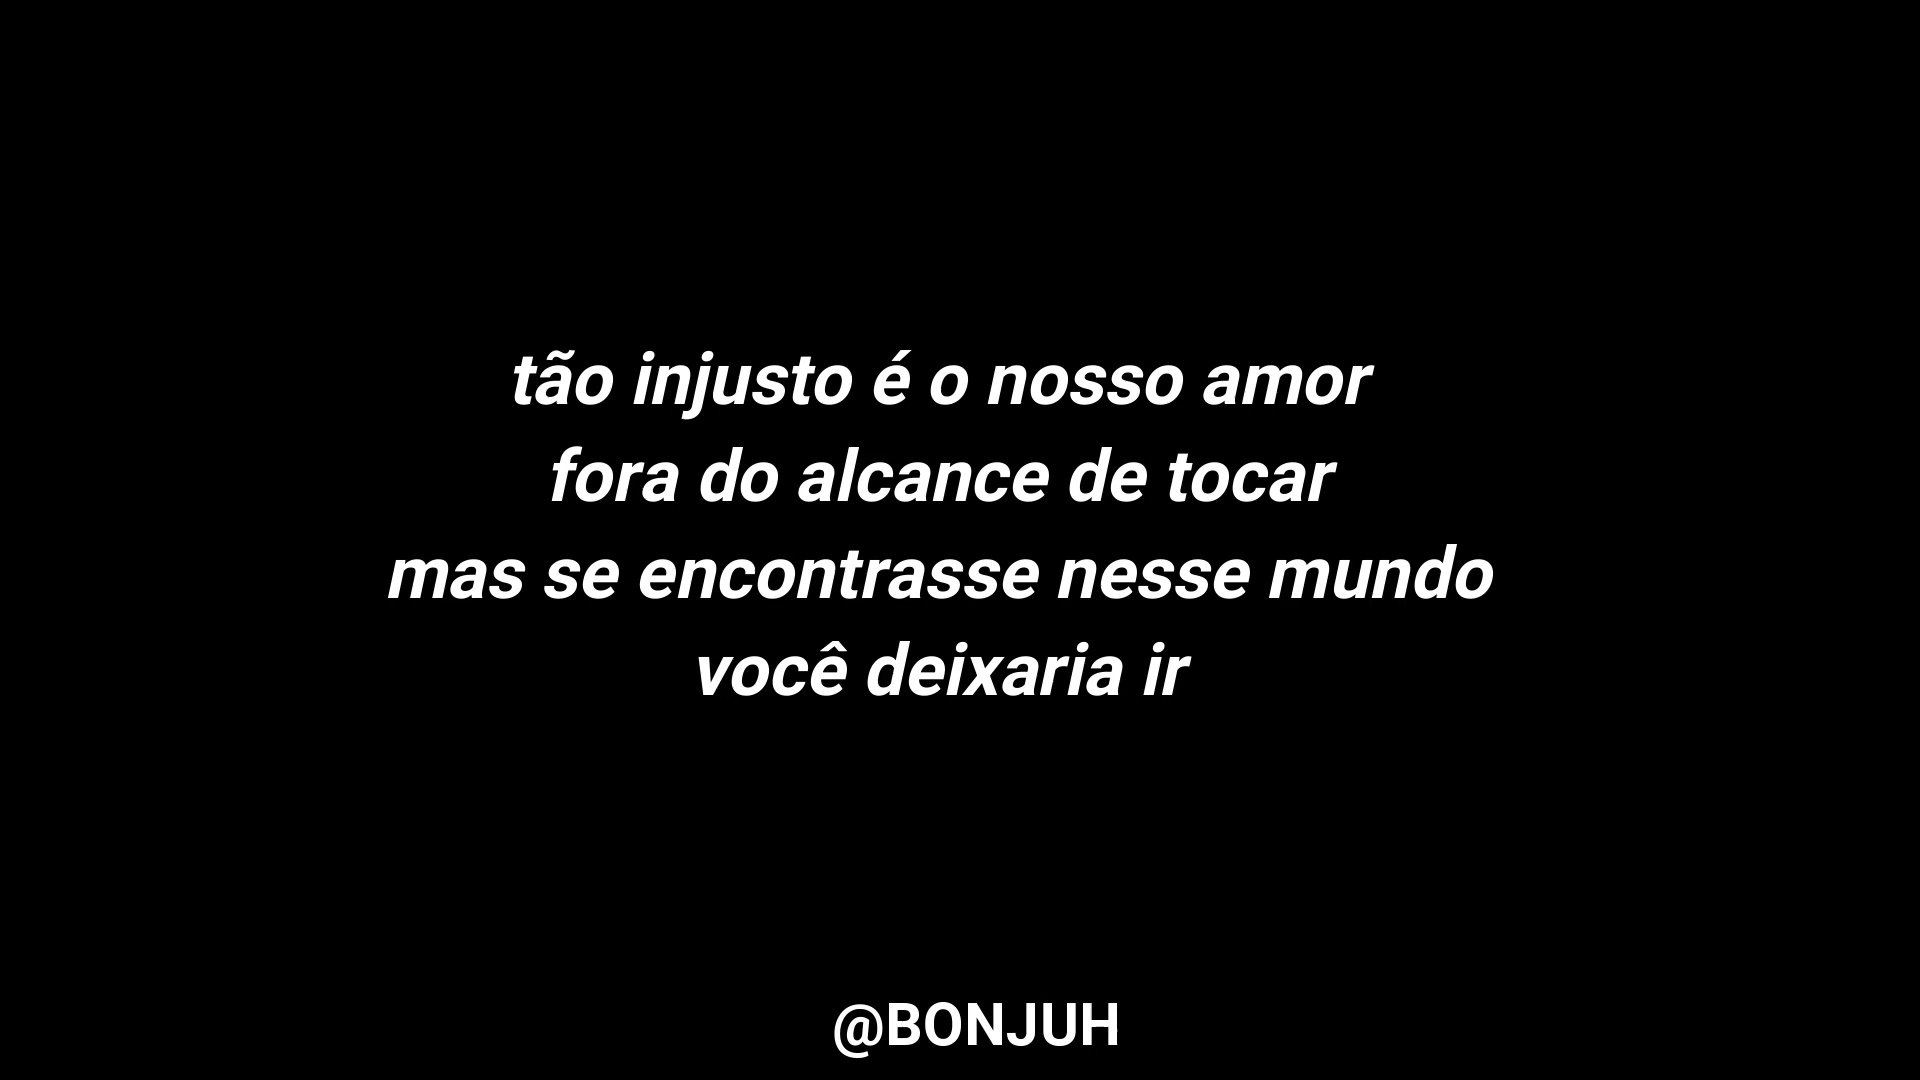 tão injusto é o nosso amor
fora do alcance de tocar
mas se encontrasse nesse mundo
você deixaria ir
@BONJUH